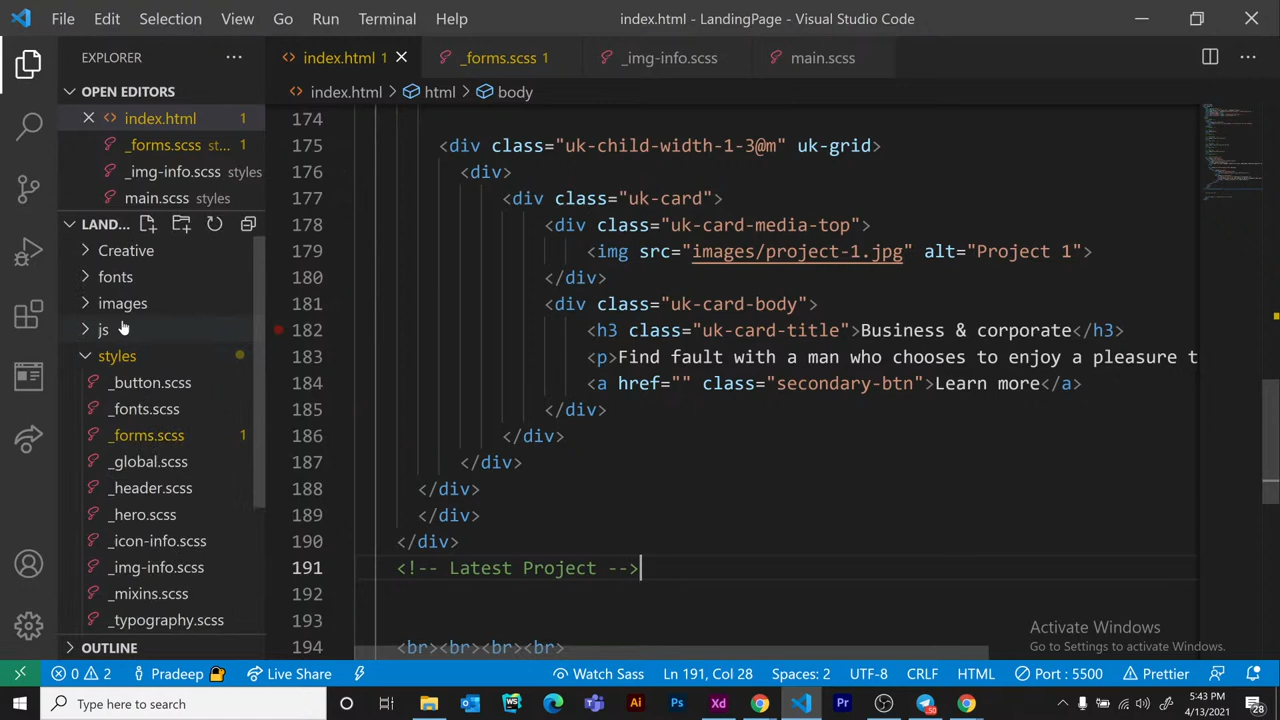 File Edit Selection View Go Run Terminal Help index.html - LandingPage - Visual Studio Code
EXPLORER
index.html 1
_forms.scss 1
_img-info.scss
main.scss
OPEN EDITORS
index.html > html > body
index.html 1
_forms.scss st... 1
_img-info.scss styles
main.scss styles
LAND...
Creative
fonts
images
js
styles
_button.scss
_fonts.scss
_forms.scss 1
_global.scss
_header.scss
_hero.scss
_icon-info.scss
_img-info.scss
_mixins.scss
_typography.scss
OUTLINE
174
175 <div class="uk-child-width-1-3@m" uk-grid>
176 <div>
177 <div class="uk-card">
178 <div class="uk-card-media-top">
179 <img src="images/project-1.jpg" alt="Project 1">
180 </div>
181 <div class="uk-card-body">
182 <h3 class="uk-card-title">Business & corporate</h3>
183 <p>Find fault with a man who chooses to enjoy a pleasure t
184 <a href="" class="secondary-btn">Learn more</a>
185 </div>
186 </div>
187 </div>
188 </div>
189 </div>
190 </div>
191 <!-- Latest Project -->
192
193
194 <br><br><br><br>
Activate Windows
Go to Settings to activate Windows.
0 2 Pradeep Live Share Watch Sass Ln 191, Col 28 Spaces: 2 UTF-8 CRLF HTML Port : 5500 Prettier
Type here to search
5:43 PM
4/13/2021
28